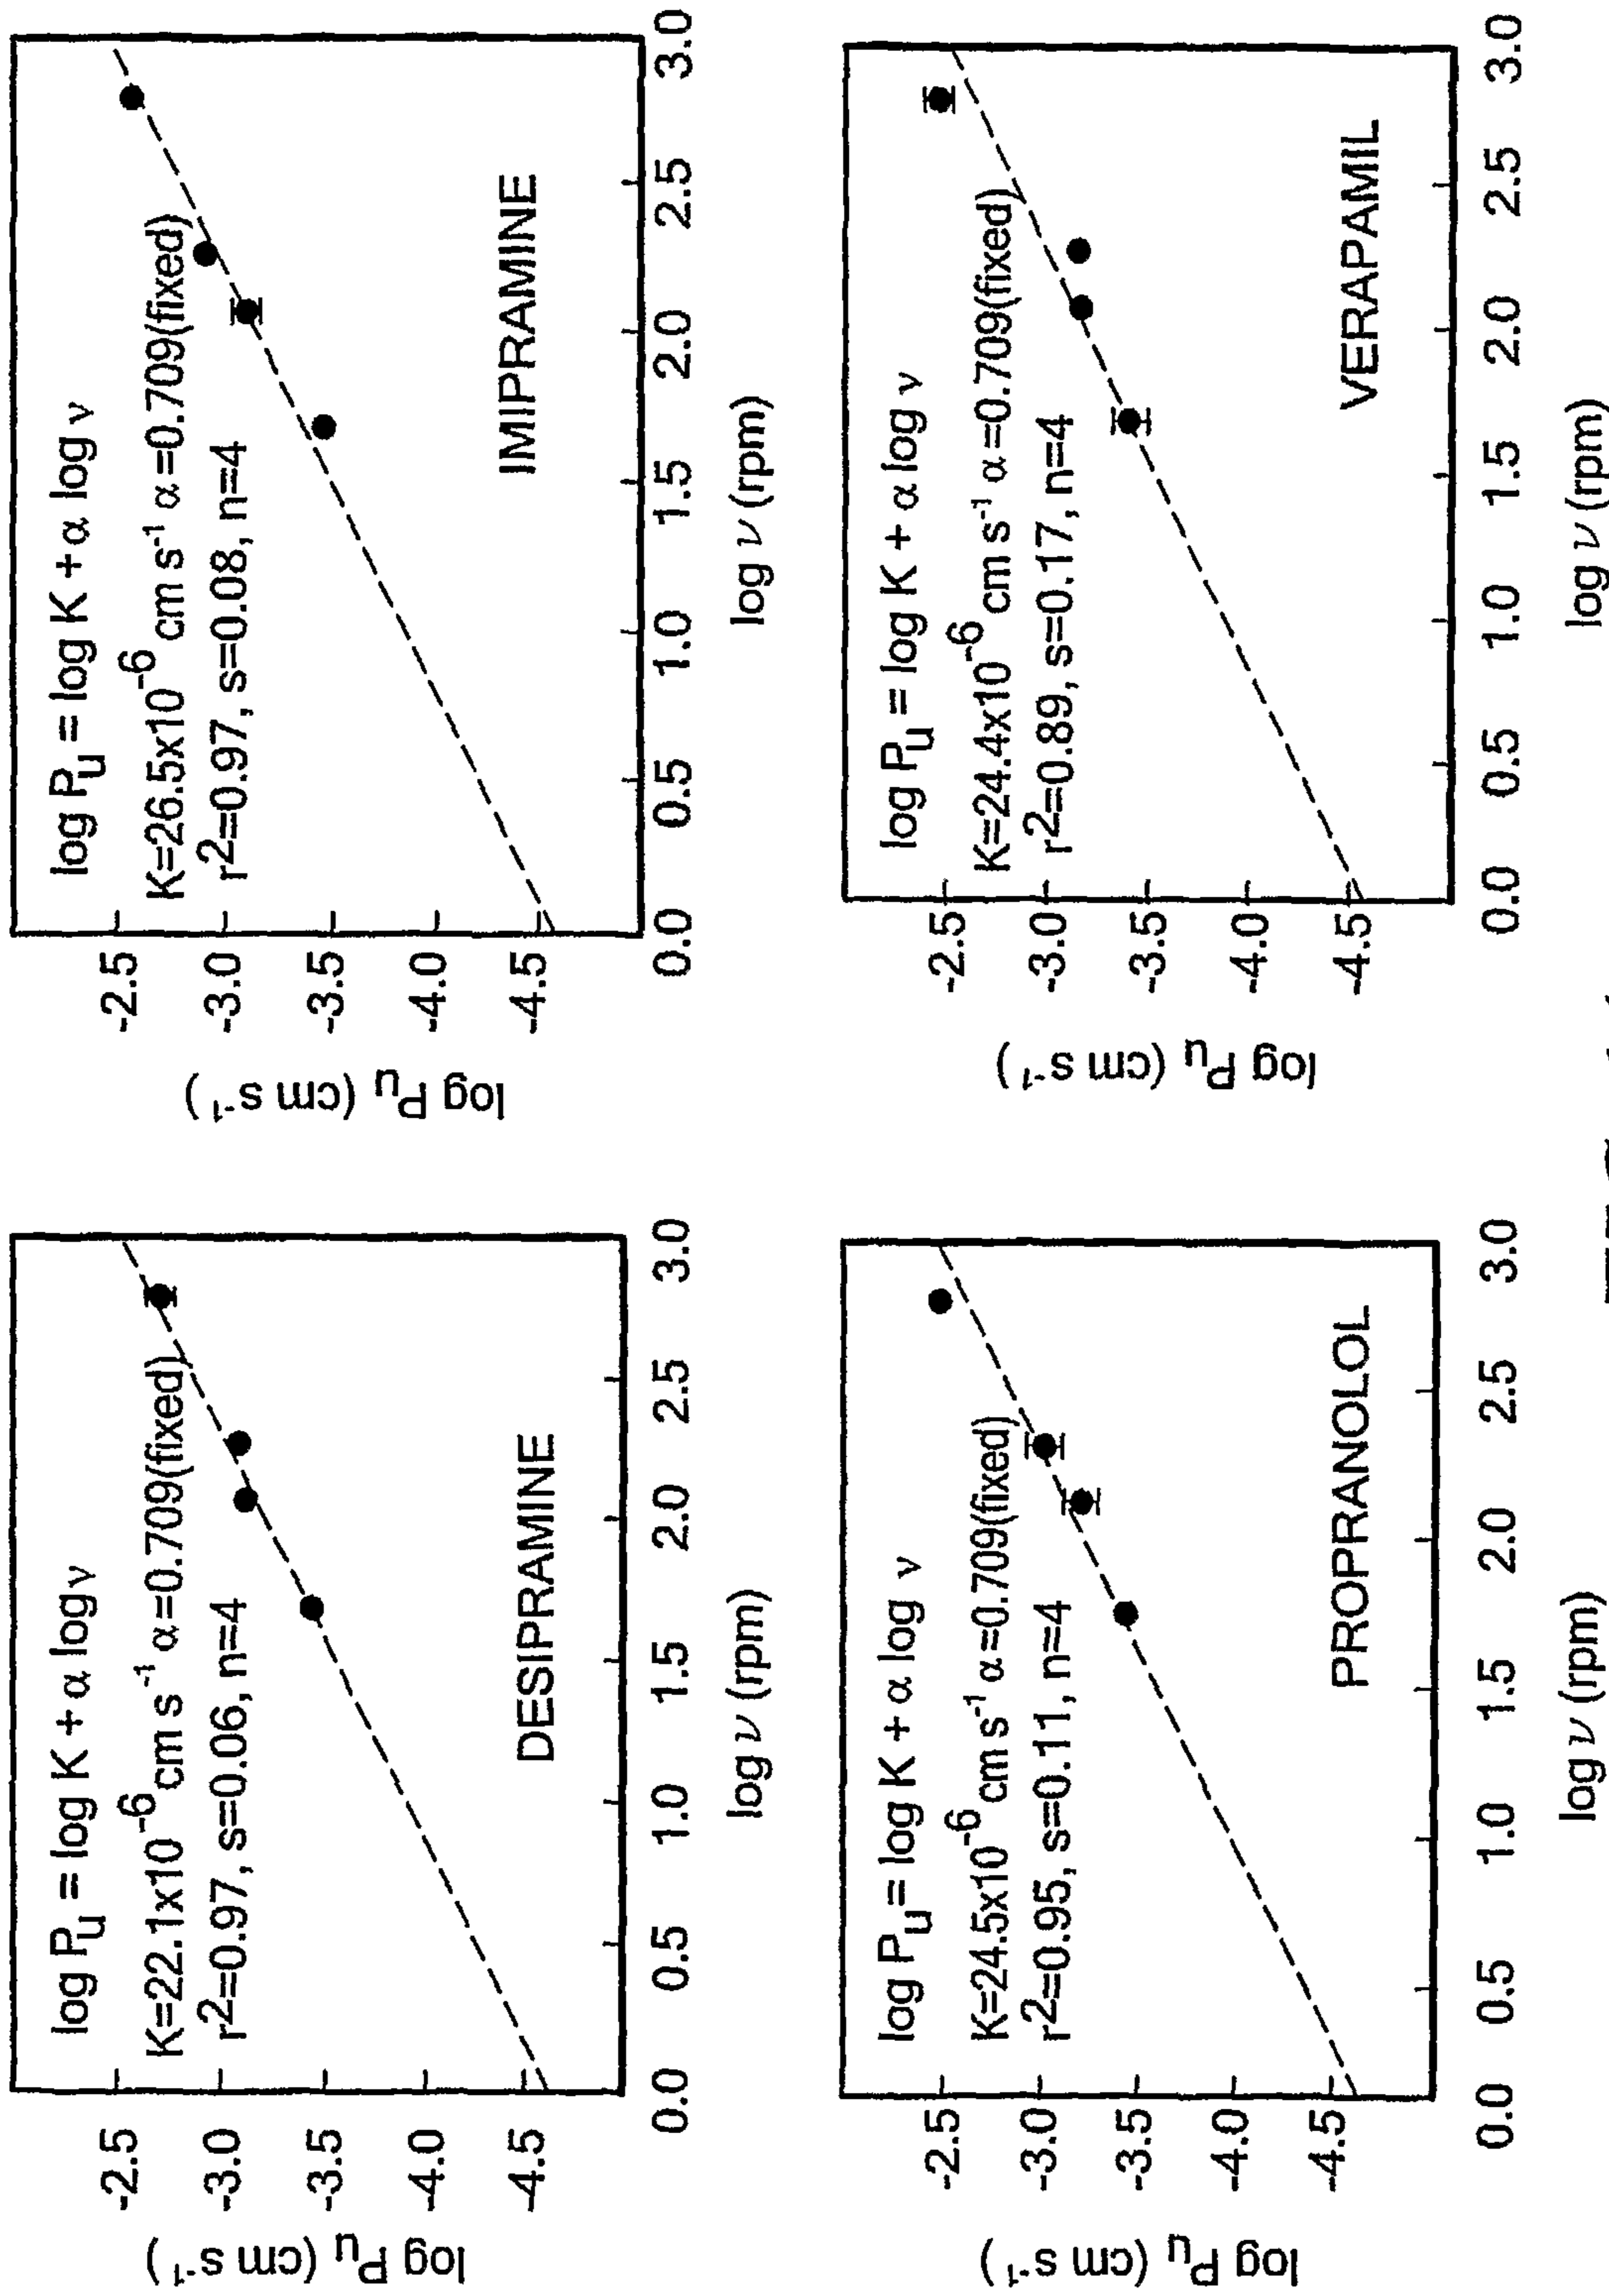 log Pu = log K + α log ν
K=22.1x10-6 cm s-1 α=0.709(fixed)
r2=0.97, s=0.06, n=4
DESIPRAMINE
-2.5
-3.0
-3.5
-4.0
-4.5
log Pu (cm s-1)
0.0 0.5 1.0 1.5 2.0 2.5 3.0
log ν (rpm)
log Pu = log K + α log ν
K=26.5x10-6 cm s-1 α=0.709(fixed)
r2=0.97, s=0.08, n=4
IMIPRAMINE
-2.5
-3.0
-3.5
-4.0
-4.5
log Pu (cm s-1)
0.0 0.5 1.0 1.5 2.0 2.5 3.0
log ν (rpm)
log Pu = log K + α log ν
K=24.5x10-6 cm s-1 α=0.709(fixed)
r2=0.95, s=0.11, n=4
PROPRANOLOL
-2.5
-3.0
-3.5
-4.0
-4.5
log Pu (cm s-1)
0.0 0.5 1.0 1.5 2.0 2.5 3.0
log ν (rpm)
log Pu = log K + α log ν
K=24.4x10-6 cm s-1 α=0.709(fixed)
r2=0.89, s=0.17, n=4
VERAPAMIL
-2.5
-3.0
-3.5
-4.0
-4.5
log Pu (cm s-1)
0.0 0.5 1.0 1.5 2.0 2.5 3.0
log ν (rpm)